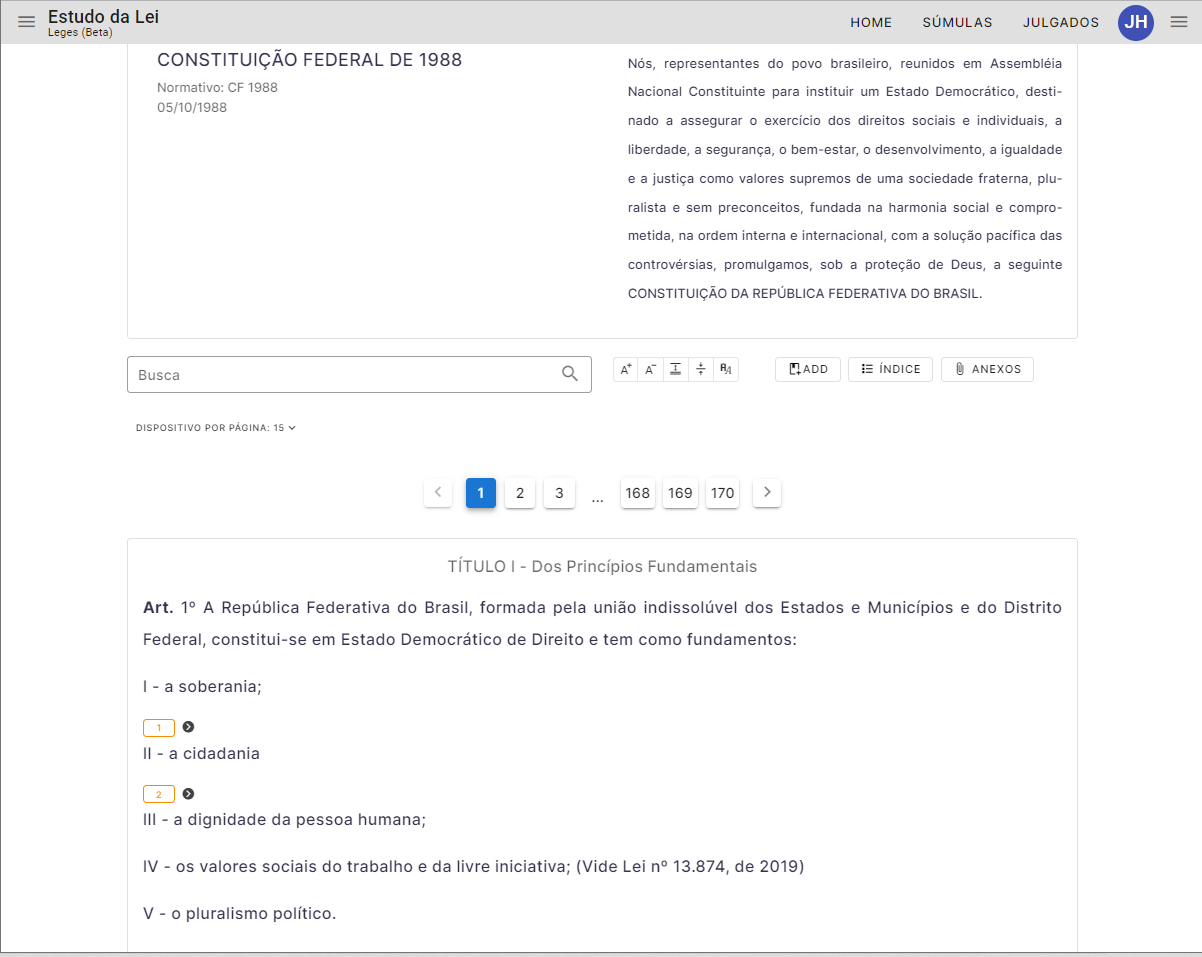 Estudo da Lei
Leges (Beta)
HOME
SÚMULAS
JULGADOS
JH
CONSTITUIÇÃO FEDERAL DE 1988
Normativo: CF 1988
05/10/1988
Nós, representantes do povo brasileiro, reunidos em Assembléia
Nacional Constituinte para instituir um Estado Democrático, desti-
nado a assegurar o exercício dos direitos sociais e individuais, a
liberdade, a segurança, o bem-estar, o desenvolvimento, a igualdade
e a justiça como valores supremos de uma sociedade fraterna, plu-
ralista e sem preconceitos, fundada na harmonia social e compro-
metida, na ordem interna e internacional, com a solução pacífica das
controvérsias, promulgamos, sob a proteção de Deus, a seguinte
CONSTITUIÇÃO DA REPÚBLICA FEDERATIVA DO BRASIL.
Busca
A+
A-
ADD
ÍNDICE
ANEXOS
DISPOSITIVO POR PÁGINA: 15
1
2
3
...
168
169
170
TÍTULO I - Dos Princípios Fundamentais
Art. 1º A República Federativa do Brasil, formada pela união indissolúvel dos Estados e Municípios e do Distrito
Federal, constitui-se em Estado Democrático de Direito e tem como fundamentos:
I - a soberania;
1
II - a cidadania
2
III - a dignidade da pessoa humana;
IV - os valores sociais do trabalho e da livre iniciativa; (Vide Lei nº 13.874, de 2019)
V - o pluralismo político.